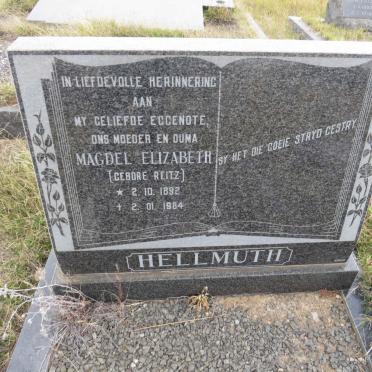 IN LIEFDEVOLLE HERINNERING
AAN
MY GELIEFDE EGGENOTE,
ONS MOEDER EN OUMA
MAGDEL ELIZABETH
(GEBORE REITZ)
* 2. 10. 1892
+ 2. 01. 1984
SY HET DIE GOEIE STRYD GESTRY.
HELLMUTH